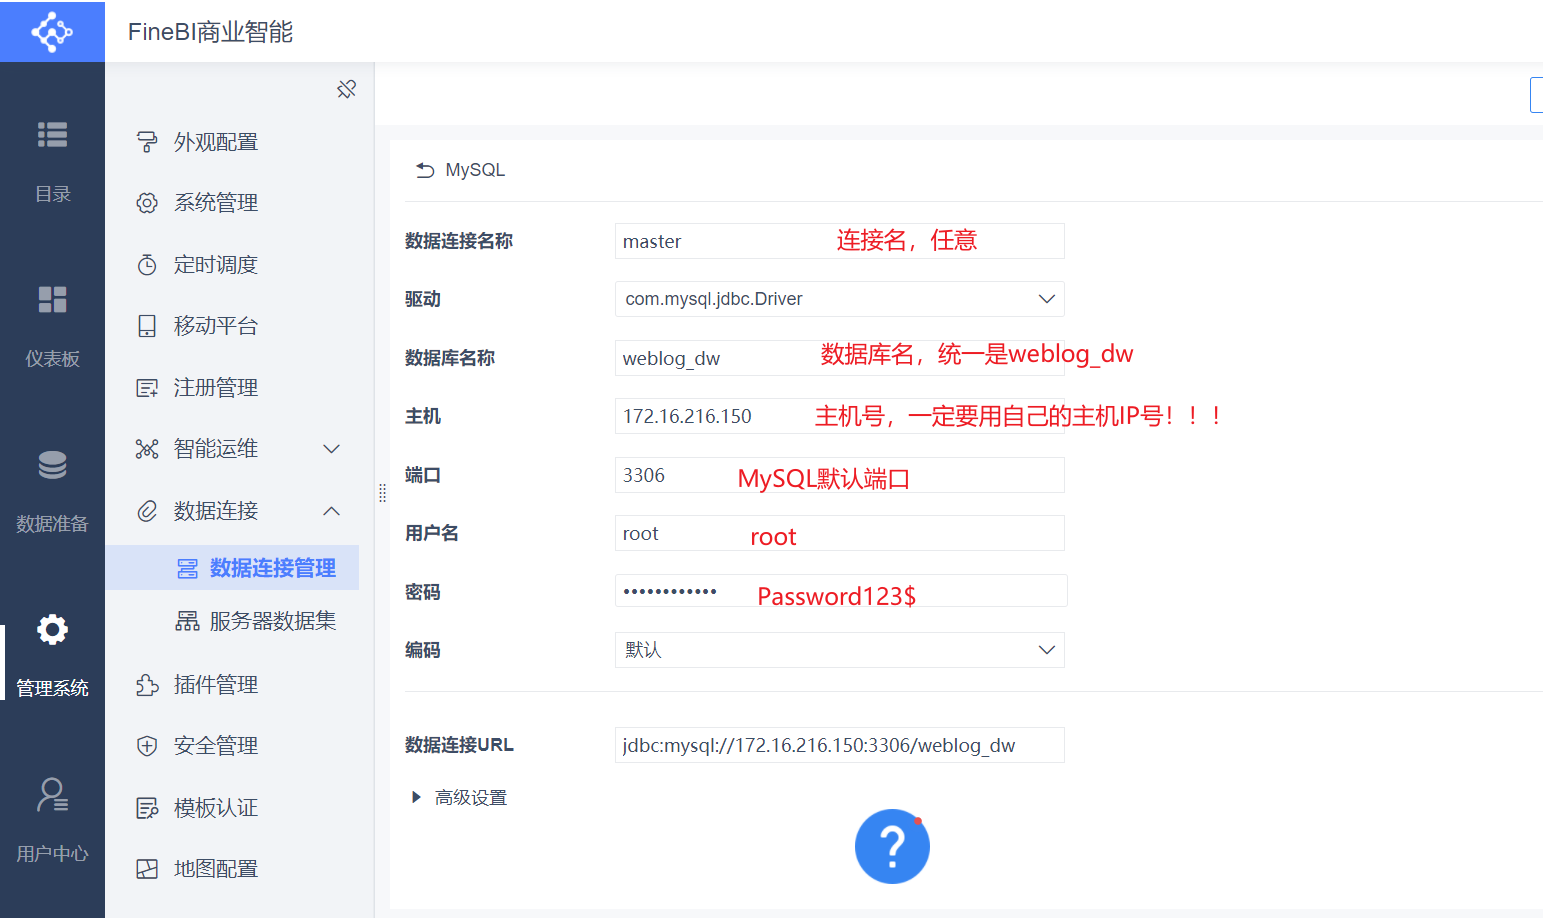 FineBI商业智能
目录
仪表板
数据准备
管理系统
用户中心
外观配置
系统管理
定时调度
移动平台
注册管理
智能运维
数据连接
数据连接管理
服务器数据集
插件管理
安全管理
模板认证
地图配置
MySQL
数据连接名称 master 连接名，任意
驱动 com.mysql.jdbc.Driver
数据库名称 weblog_dw 数据库名，统一是weblog_dw
主机 172.16.216.150 主机号，一定要用自己的主机IP号！！！
端口 3306 MySQL默认端口
用户名 root root
密码 •••••••••••• Password123$
编码 默认
数据连接URL jdbc:mysql://172.16.216.150:3306/weblog_dw
高级设置
?